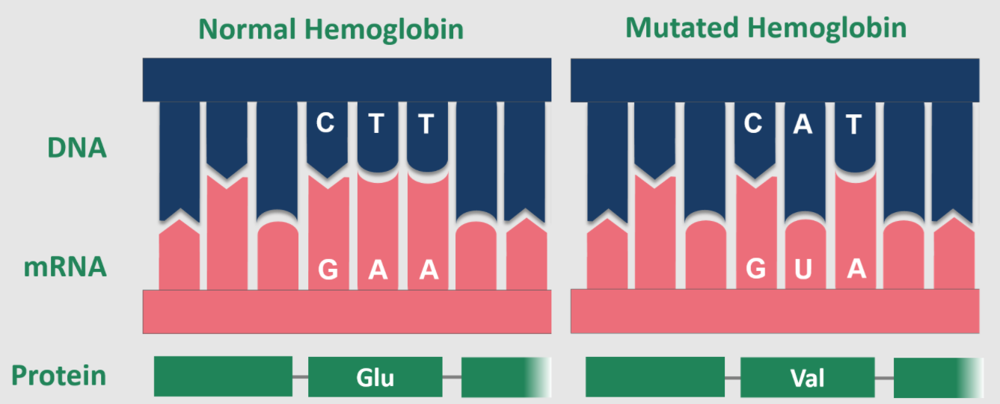 Normal Hemoglobin
Mutated Hemoglobin
DNA
C T T
C A T
mRNA
G A A
G U A
Protein
Glu
Val